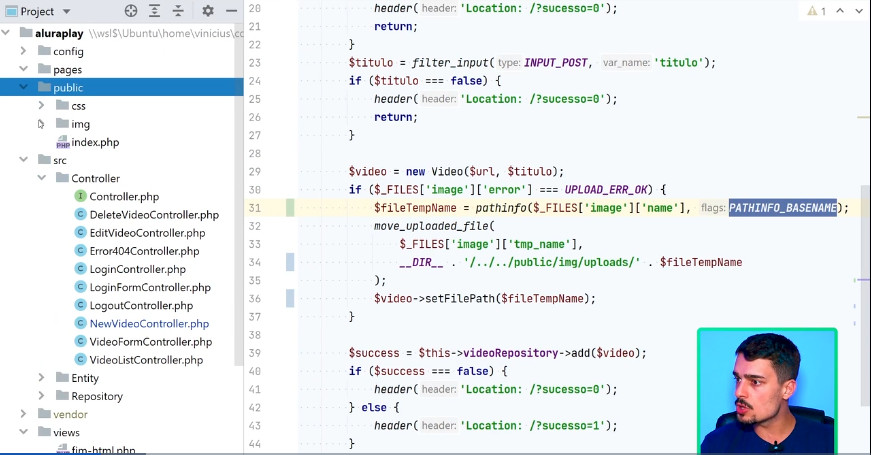 Project
aluraplay \\wsl$\Ubuntu\home\vinicius\cc
config
pages
public
css
img
index.php
src
Controller
Controller.php
DeleteVideoController.php
EditVideoController.php
Error404Controller.php
LoginController.php
LoginFormController.php
LogoutController.php
NewVideoController.php
VideoFormController.php
VideoListController.php
Entity
Repository
vendor
views
fim-html.php
20 header( header: 'Location: /?sucesso=0');
21 return;
22 }
23 $titulo = filter_input( type: INPUT_POST, var_name: 'titulo');
24 if ($titulo === false) {
25 header( header: 'Location: /?sucesso=0');
26 return;
27 }
28
29 $video = new Video($url, $titulo);
30 if ($_FILES['image']['error'] === UPLOAD_ERR_OK) {
31 $fileTempName = pathinfo($_FILES['image']['name'], flags: PATHINFO_BASENAME);
32 move_uploaded_file(
33 $_FILES['image']['tmp_name'],
34 __DIR__ . '/../../public/img/uploads/' . $fileTempName
35 );
36 $video->setFilePath($fileTempName);
37 }
38
39 $success = $this->videoRepository->add($video);
40 if ($success === false) {
41 header( header: 'Location: /?sucesso=0');
42 } else {
43 header( header: 'Location: /?sucesso=1');
44 }
1